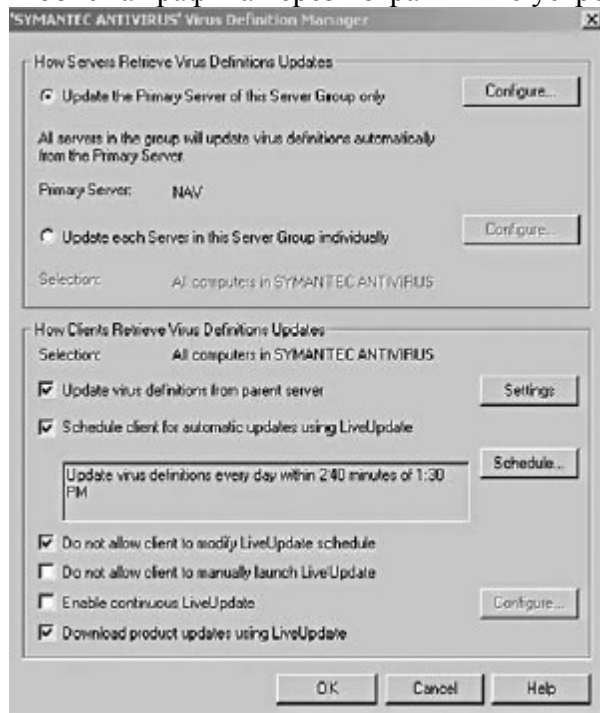 'SYMANTEC ANTIVIRUS' Virus Definition Manager
How Servers Retrieve Virus Definitions Updates
Update the Primary Server of this Server Group only
Configure...
All servers in the group will update virus definitions automatically
from the Primary Server.
Primary Server: NAV
Update each Server in this Server Group individually
Configure...
Selection: All computers in SYMANTEC ANTIVIRUS
How Clients Retrieve Virus Definitions Updates
Selection: All computers in SYMANTEC ANTIVIRUS
Update virus definitions from parent server
Settings
Schedule client for automatic updates using LiveUpdate
Schedule...
Update virus definitions every day within 240 minutes of 1:30
PM
Do not allow client to modify LiveUpdate schedule
Do not allow client to manually launch LiveUpdate
Enable continuous LiveUpdate
Configure...
Download product updates using LiveUpdate
OK Cancel Help